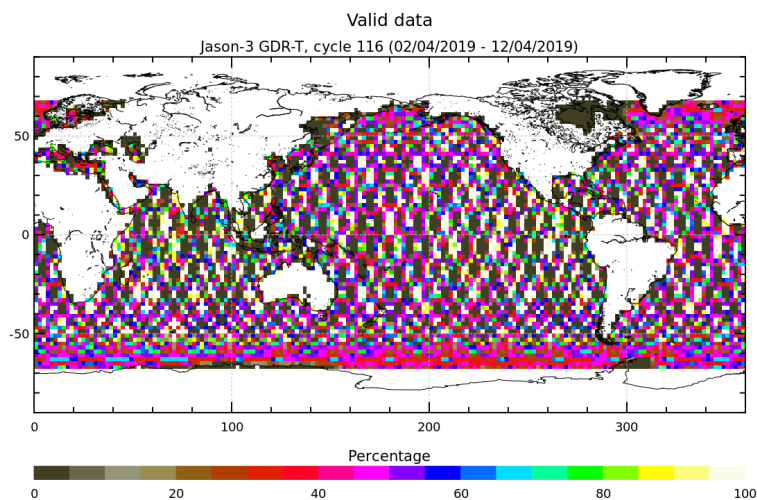 Valid data
Jason-3 GDR-T, cycle 116 (02/04/2019 - 12/04/2019)
50
0
-50
0 100 200 300
Percentage
0 20 40 60 80 100